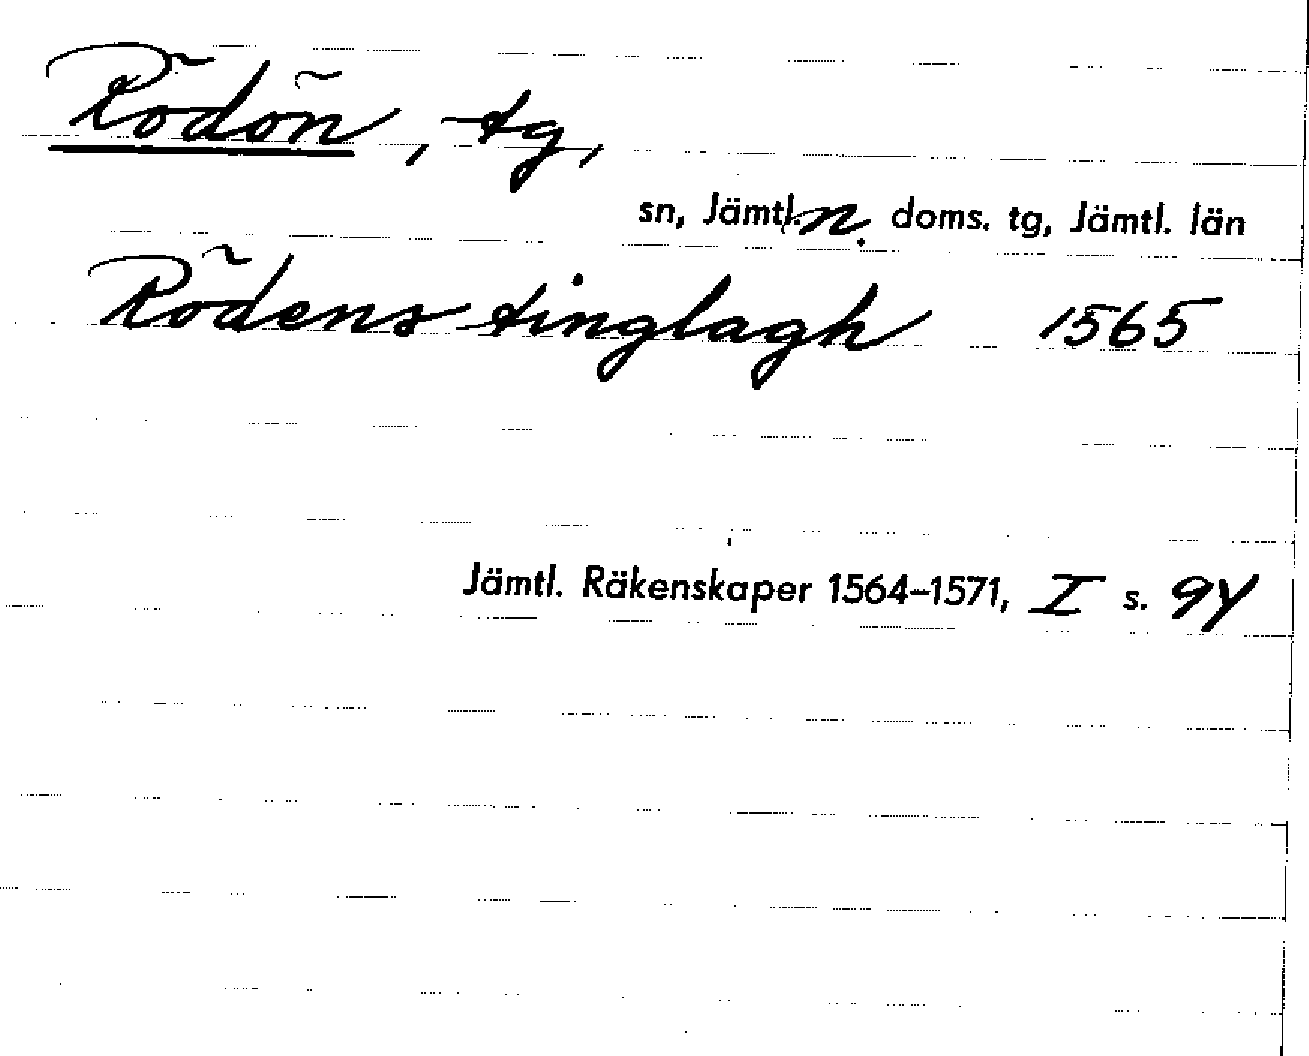 Rödön, tg,
sn, Jämtl. n. doms. tg, Jämtl. län
Rödens tinglagh 1565
Jämtl. Räkenskaper 1564-1571, I s. 94